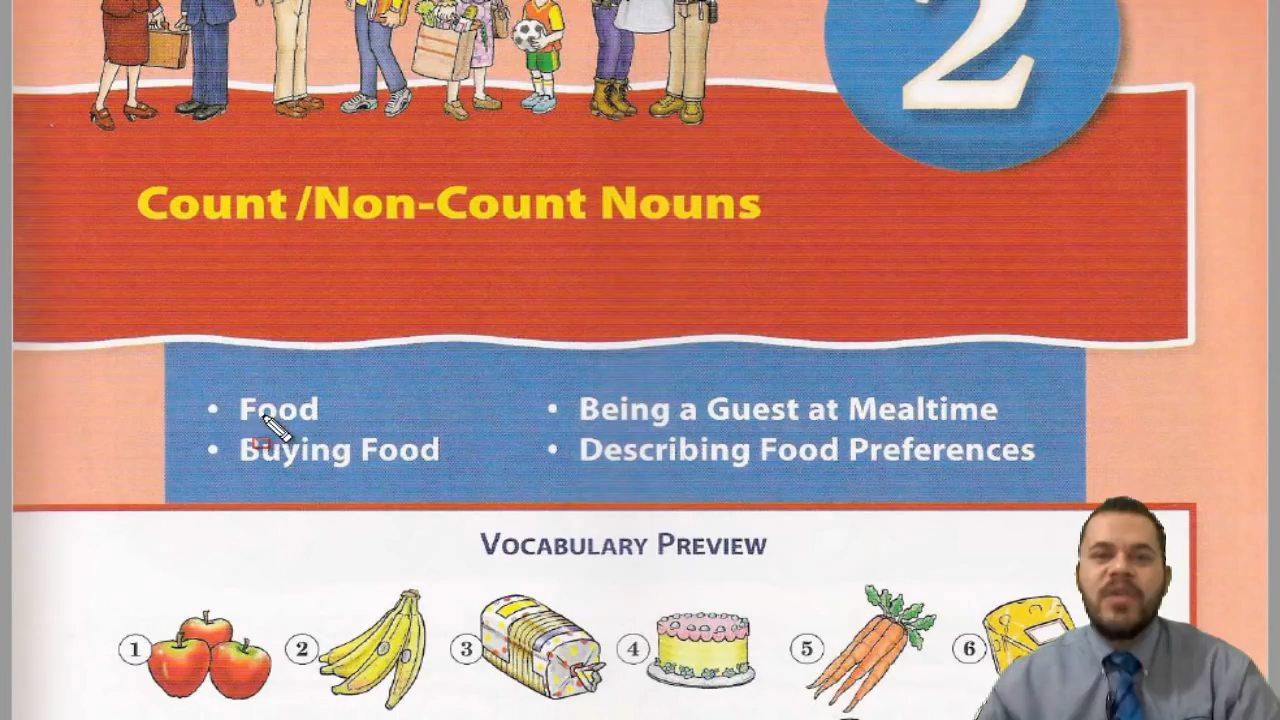 2
Count /Non-Count Nouns
• Food
• Buying Food
• Being a Guest at Mealtime
• Describing Food Preferences
VOCABULARY PREVIEW
1 2 3 4 5 6